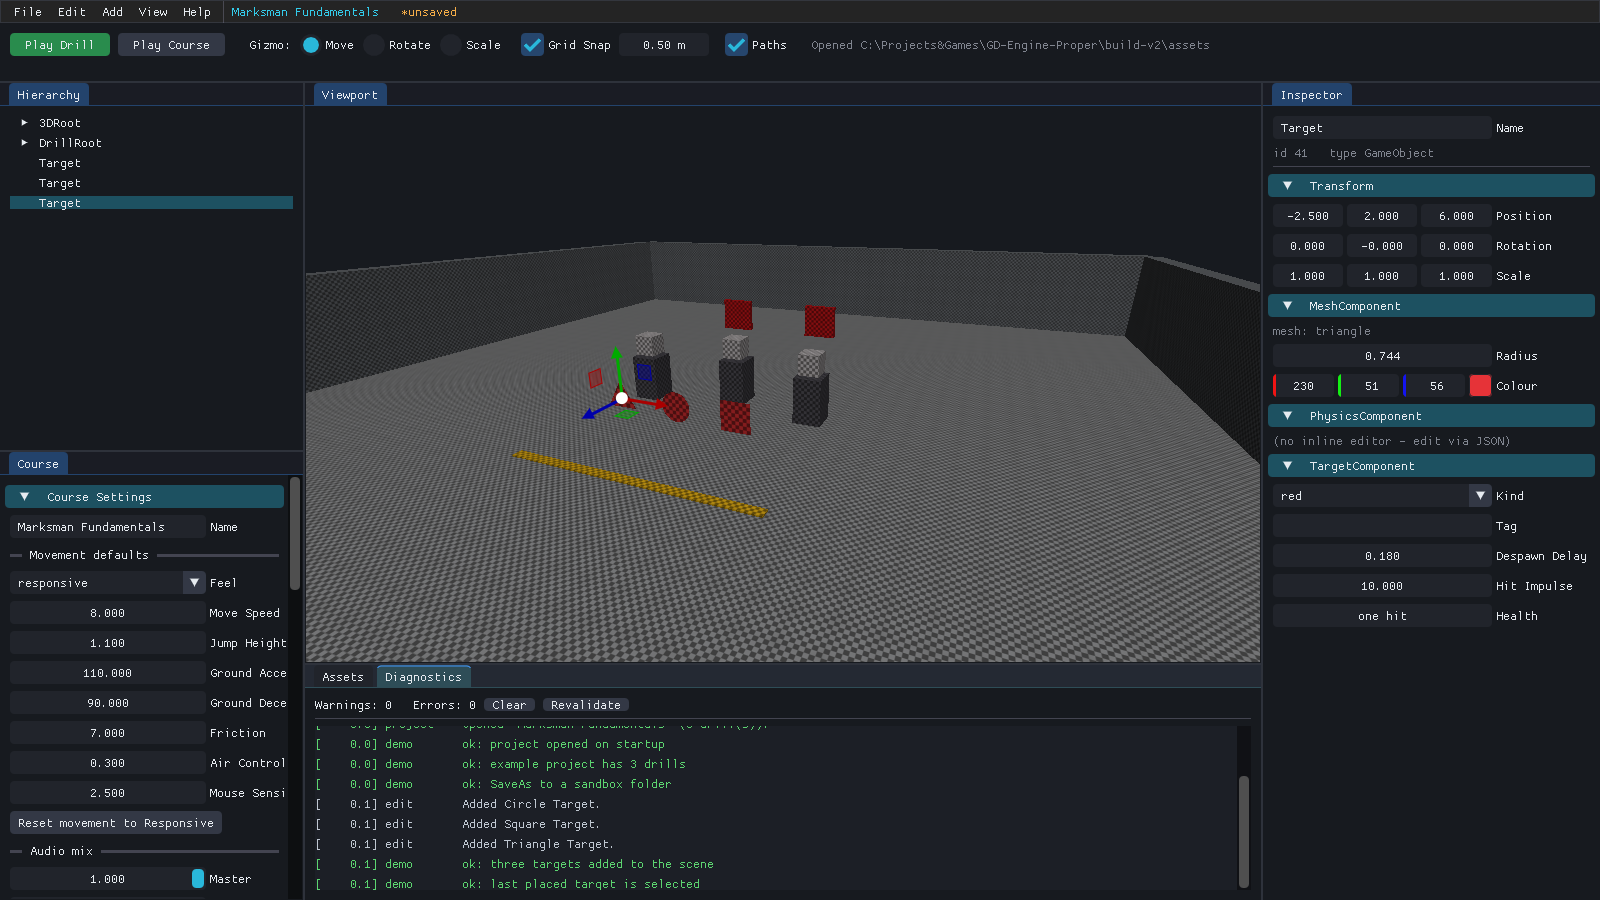 File Edit Add View Help Marksman Fundamentals *unsaved
Play Drill Play Course Gizmo: Move Rotate Scale Grid Snap 0.50 m Paths Opened C:\Projects&Games\GD-Engine-Proper\build-v2\assets
Hierarchy
3DRoot
DrillRoot
Target
Target
Target
Course
Course Settings
Marksman Fundamentals Name
Movement defaults
responsive Feel
8.000 Move Speed
1.100 Jump Height
110.000 Ground Acce
90.000 Ground Dece
7.000 Friction
0.300 Air Control
2.500 Mouse Sensi
Reset movement to Responsive
Audio mix
1.000 Master
Viewport
Assets Diagnostics
Warnings: 0 Errors: 0 Clear Revalidate
[ 0.0] demo ok: project opened on startup
[ 0.0] demo ok: example project has 3 drills
[ 0.0] demo ok: SaveAs to a sandbox folder
[ 0.1] edit Added Circle Target.
[ 0.1] edit Added Square Target.
[ 0.1] edit Added Triangle Target.
[ 0.1] demo ok: three targets added to the scene
[ 0.1] demo ok: last placed target is selected
Inspector
Target Name
id 41 type GameObject
Transform
-2.500 2.000 6.000 Position
0.000 -0.000 0.000 Rotation
1.000 1.000 1.000 Scale
MeshComponent
mesh: triangle
0.744 Radius
230 51 56 Colour
PhysicsComponent
(no inline editor - edit via JSON)
TargetComponent
red Kind
Tag
0.180 Despawn Delay
10.000 Hit Impulse
one hit Health